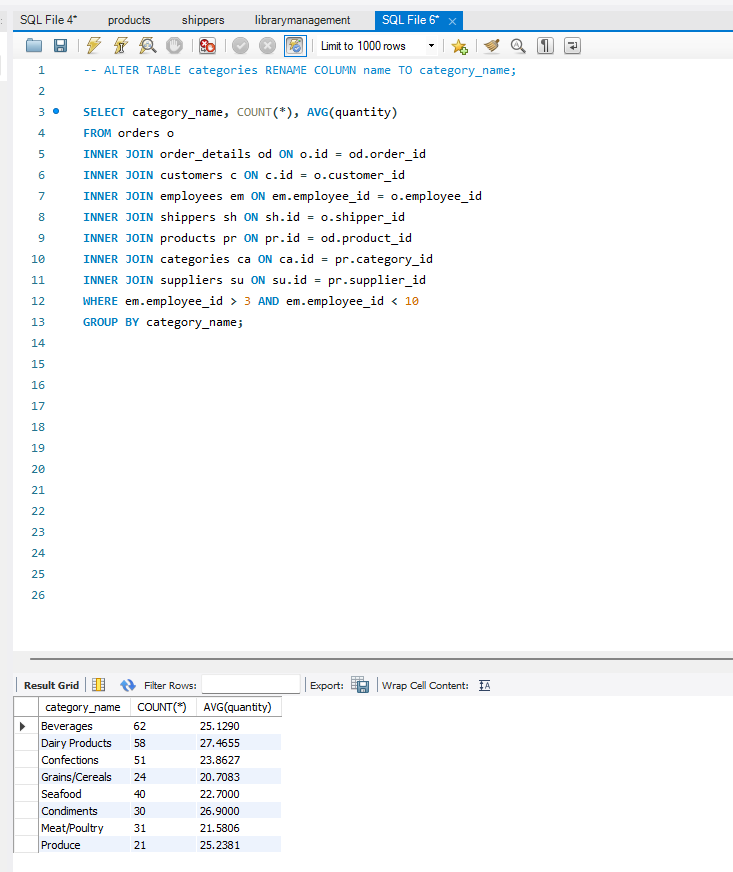 SQL File 4* products shippers librarymanagement SQL File 6*
Limit to 1000 rows
1 -- ALTER TABLE categories RENAME COLUMN name TO category_name;
2
3 SELECT category_name, COUNT(*), AVG(quantity)
4 FROM orders o
5 INNER JOIN order_details od ON o.id = od.order_id
6 INNER JOIN customers c ON c.id = o.customer_id
7 INNER JOIN employees em ON em.employee_id = o.employee_id
8 INNER JOIN shippers sh ON sh.id = o.shipper_id
9 INNER JOIN products pr ON pr.id = od.product_id
10 INNER JOIN categories ca ON ca.id = pr.category_id
11 INNER JOIN suppliers su ON su.id = pr.supplier_id
12 WHERE em.employee_id > 3 AND em.employee_id < 10
13 GROUP BY category_name;
14
15
16
17
18
19
20
21
22
23
24
25
26
Result Grid Filter Rows: Export: Wrap Cell Content:
category_name COUNT(*) AVG(quantity)
Beverages 62 25.1290
Dairy Products 58 27.4655
Confections 51 23.8627
Grains/Cereals 24 20.7083
Seafood 40 22.7000
Condiments 30 26.9000
Meat/Poultry 31 21.5806
Produce 21 25.2381